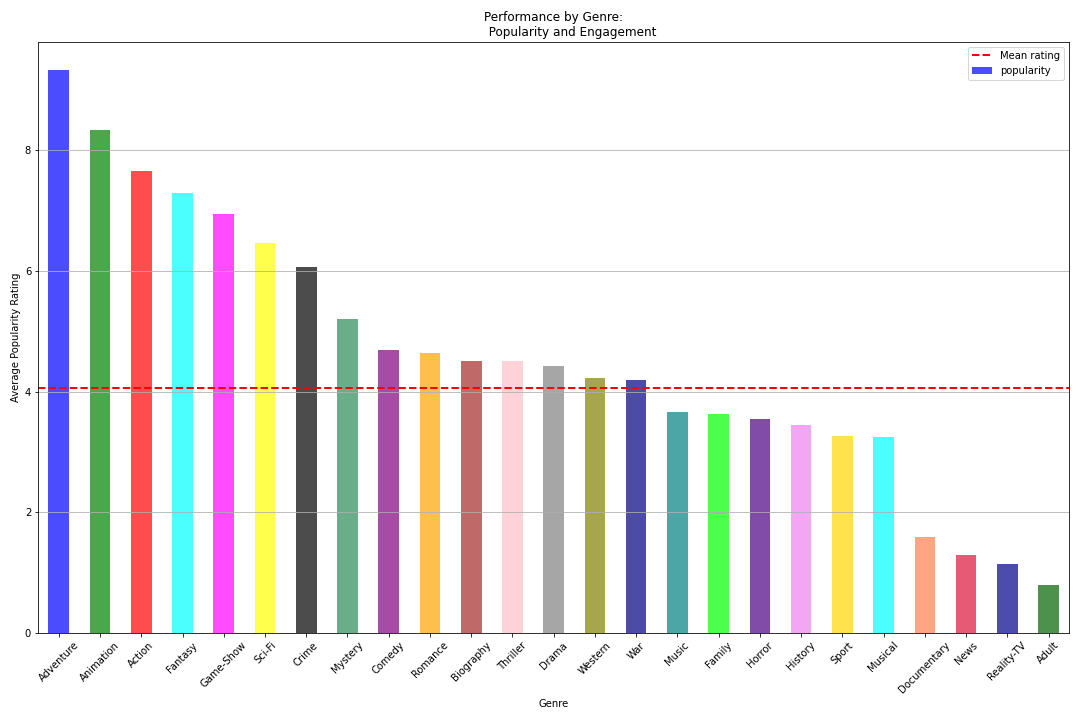 Performance by Genre:
Popularity and Engagement
Mean rating
popularity
Average Popularity Rating
8
6
4
2
0
Adventure
Animation
Action
Fantasy
Game-Show
Sci-Fi
Crime
Mystery
Comedy
Romance
Biography
Thriller
Drama
Western
War
Music
Family
Horror
History
Sport
Musical
Documentary
News
Reality-TV
Adult
Genre